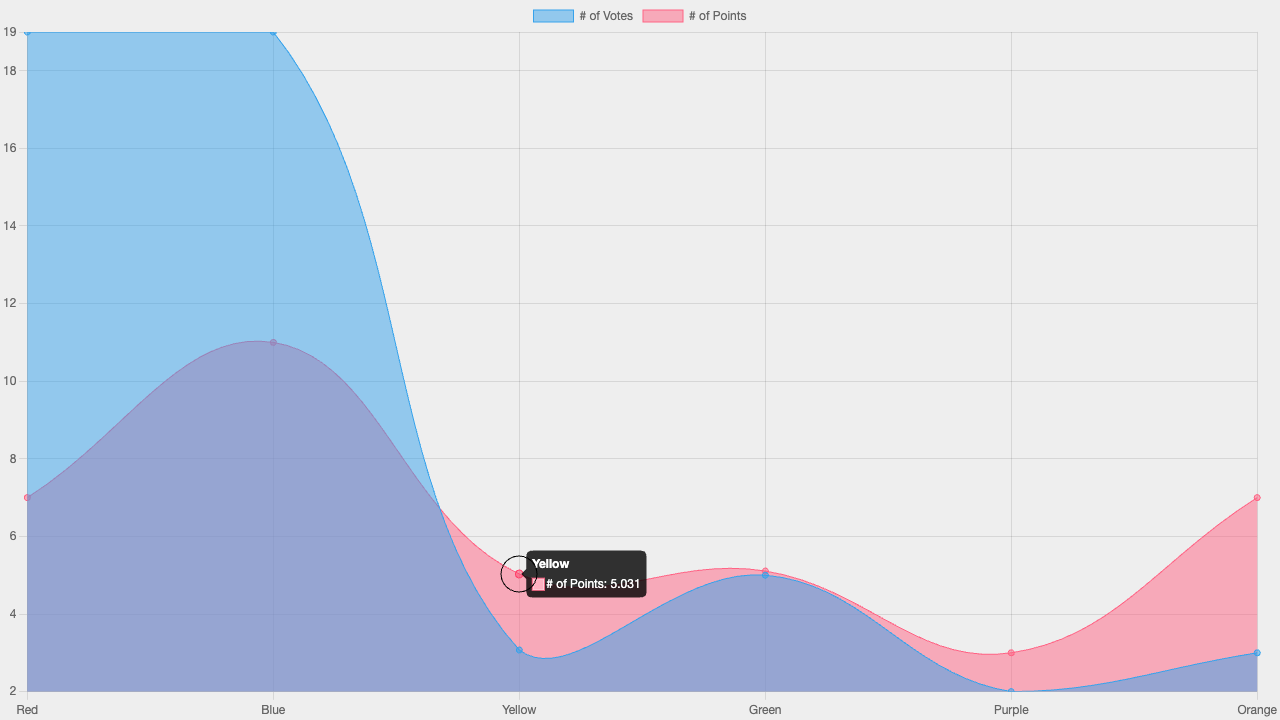 # of Votes # of Points
19
18
16
14
12
10
8
6
4
2
Yellow
# of Points: 5.031
Red Blue Yellow Green Purple Orange